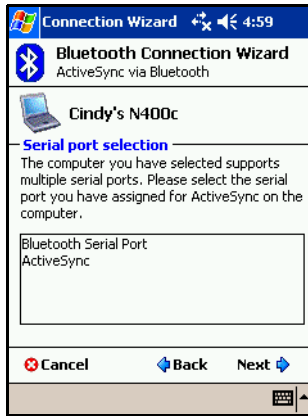 Connection Wizard 4:59
Bluetooth Connection Wizard
ActiveSync via Bluetooth
Cindy's N400c
Serial port selection
The computer you have selected supports
multiple serial ports. Please select the serial
port you have assigned for ActiveSync on the
computer.
Bluetooth Serial Port
ActiveSync
Cancel Back Next